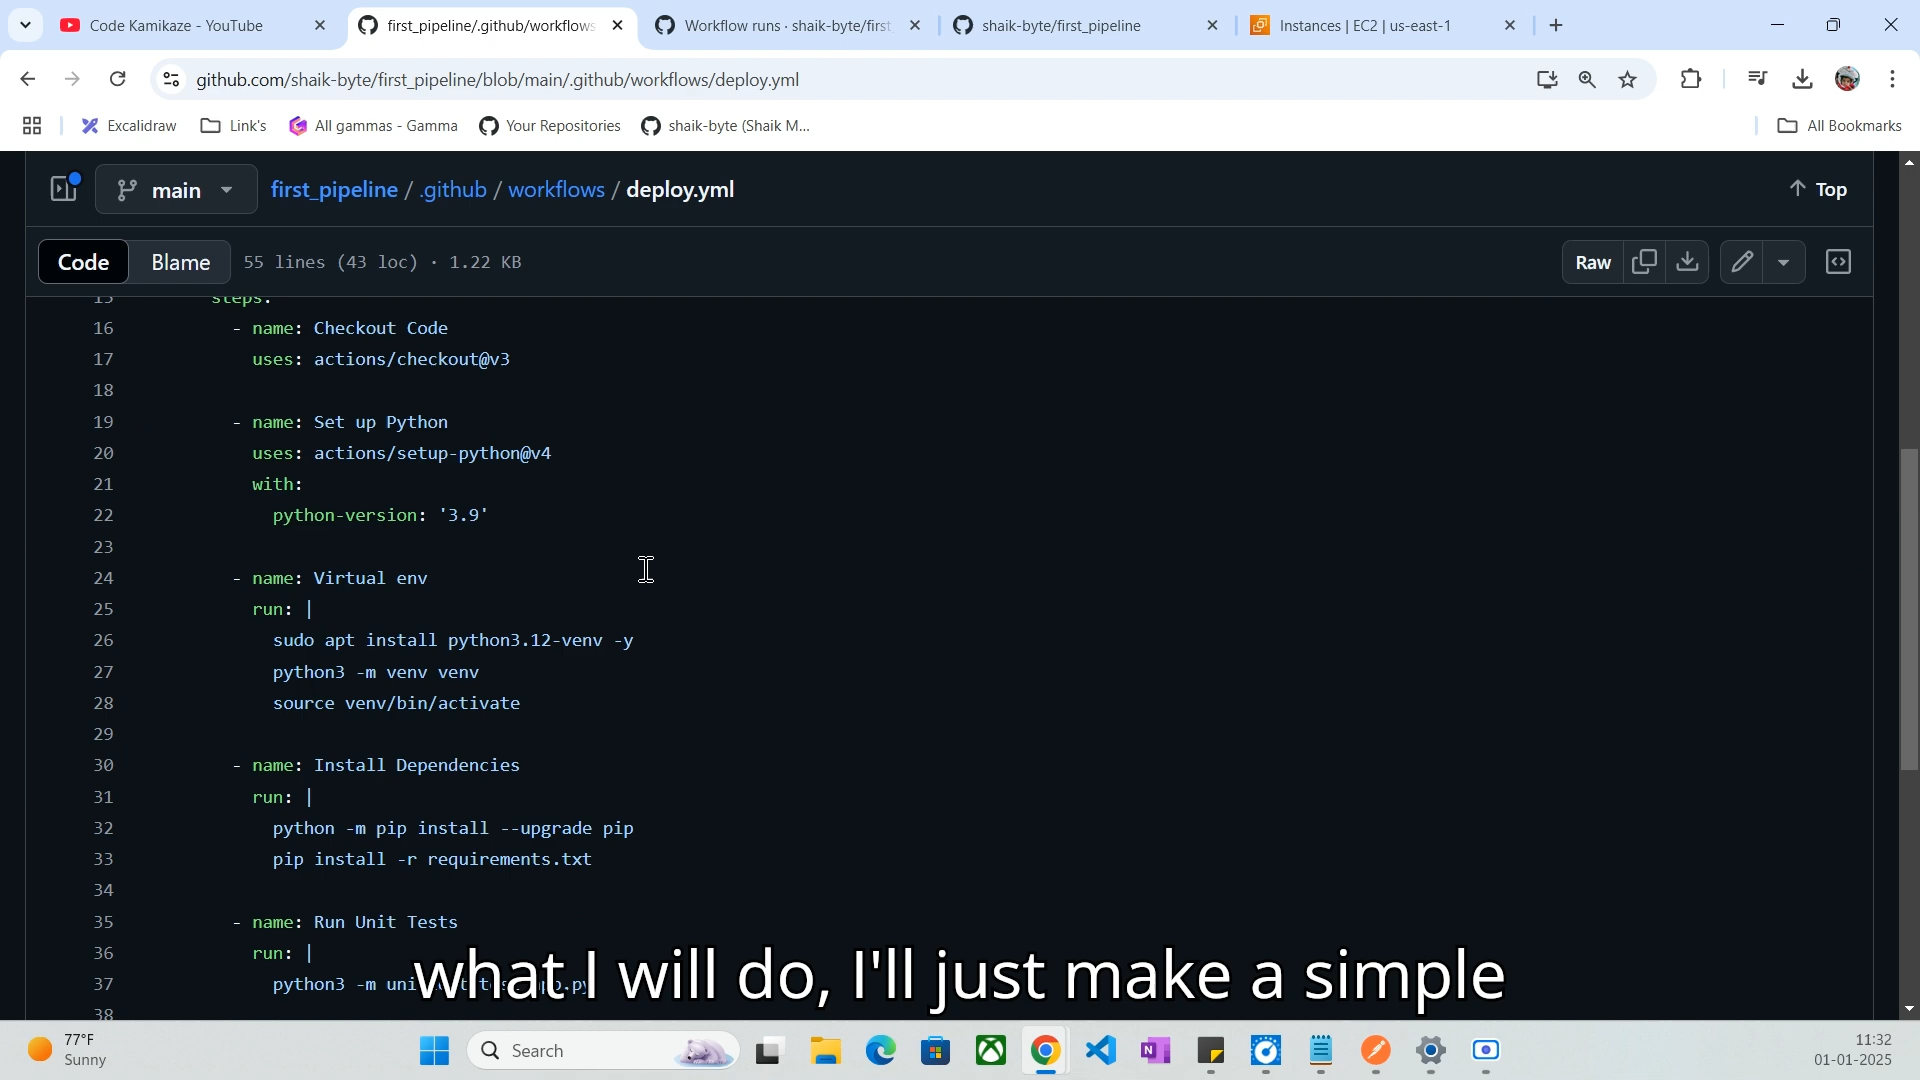 Code Kamikaze - YouTube
first_pipeline/.github/workflows
Workflow runs · shaik-byte/first
shaik-byte/first_pipeline
Instances | EC2 | us-east-1
github.com/shaik-byte/first_pipeline/blob/main/.github/workflows/deploy.yml
Excalidraw
Link's
All gammas - Gamma
Your Repositories
shaik-byte (Shaik M...
All Bookmarks
main
first_pipeline / .github / workflows / deploy.yml
Top
Code
Blame
55 lines (43 loc) · 1.22 KB
Raw
15 steps:
16 - name: Checkout Code
17 uses: actions/checkout@v3
18
19 - name: Set up Python
20 uses: actions/setup-python@v4
21 with:
22 python-version: '3.9'
23
24 - name: Virtual env
25 run: |
26 sudo apt install python3.12-venv -y
27 python3 -m venv venv
28 source venv/bin/activate
29
30 - name: Install Dependencies
31 run: |
32 python -m pip install --upgrade pip
33 pip install -r requirements.txt
34
35 - name: Run Unit Tests
36 run: |
37 python3 -m
38
what I will do, I'll just make a simple
77°F
Sunny
Search
11:32
01-01-2025